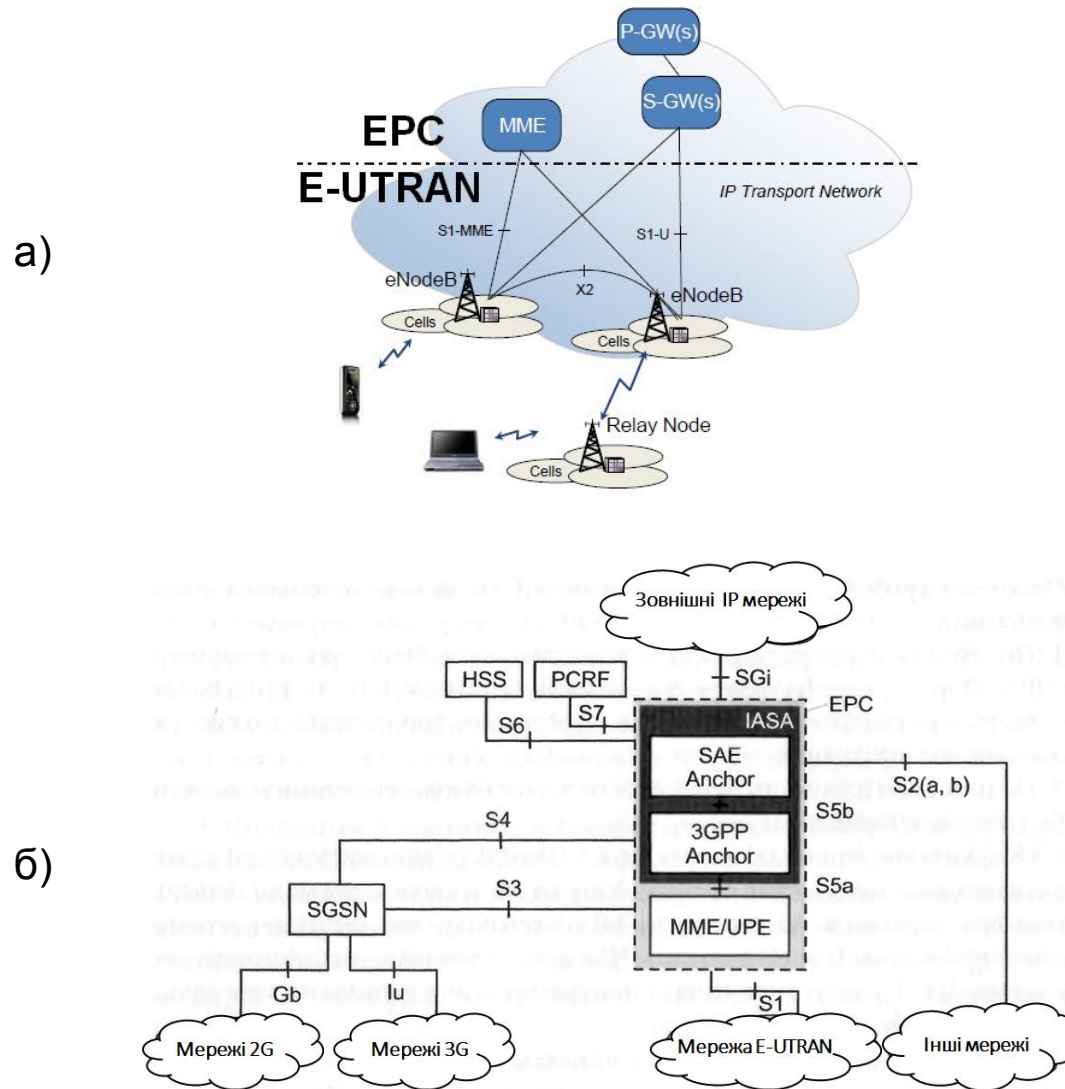 а)
P-GW(s)
S-GW(s)
MME
EPC
E-UTRAN
IP Transport Network
S1-MME
S1-U
X2
eNodeB
eNodeB
Cells
Cells
Relay Node
Cells
б)
Зовнішні IP мережі
SGi
HSS
PCRF
S7
S6
EPC
IASA
SAE
Anchor
S2(a, b)
S5b
3GPP
Anchor
S4
S5a
S3
SGSN
MME/UPE
Gb
Iu
S1
Мережі 2G
Мережі 3G
Мережа E-UTRAN
Інші мережі